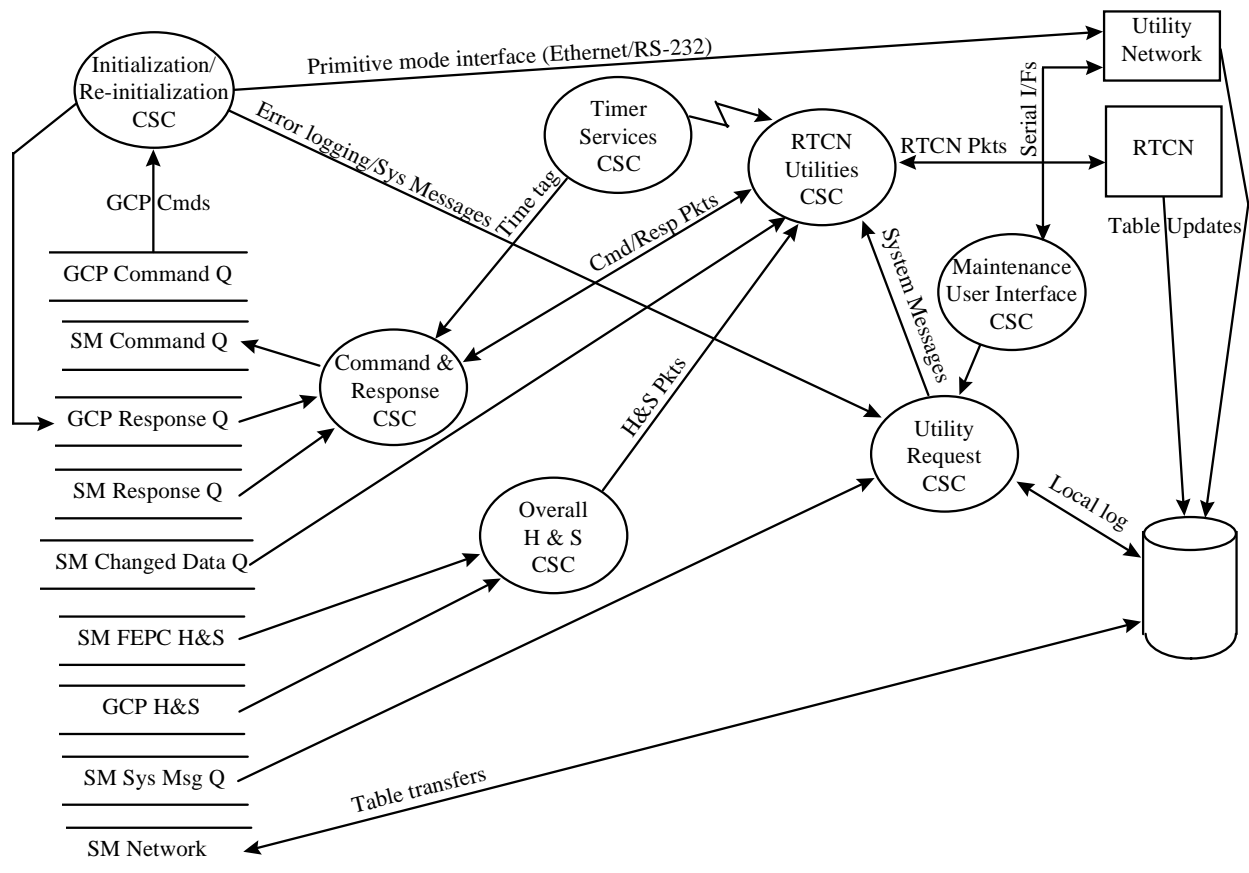 Utility
Network
Initialization/
Re-initialization
CSC
Primitive mode interface (Ethernet/RS-232)
Error logging/Sys Messages
Timer
Services
CSC
RTCN
Utilities
CSC
RTCN Pkts
Serial I/Fs
RTCN
GCP Cmds
Time tag
Cmd/Resp Pkts
System Messages
Table Updates
GCP Command Q
Maintenance
User Interface
CSC
SM Command Q
Command &
Response
CSC
H&S Pkts
GCP Response Q
Utility
Request
CSC
SM Response Q
Local log
Overall
H & S
CSC
SM Changed Data Q
SM FEPC H&S
GCP H&S
SM Sys Msg Q
Table transfers
SM Network